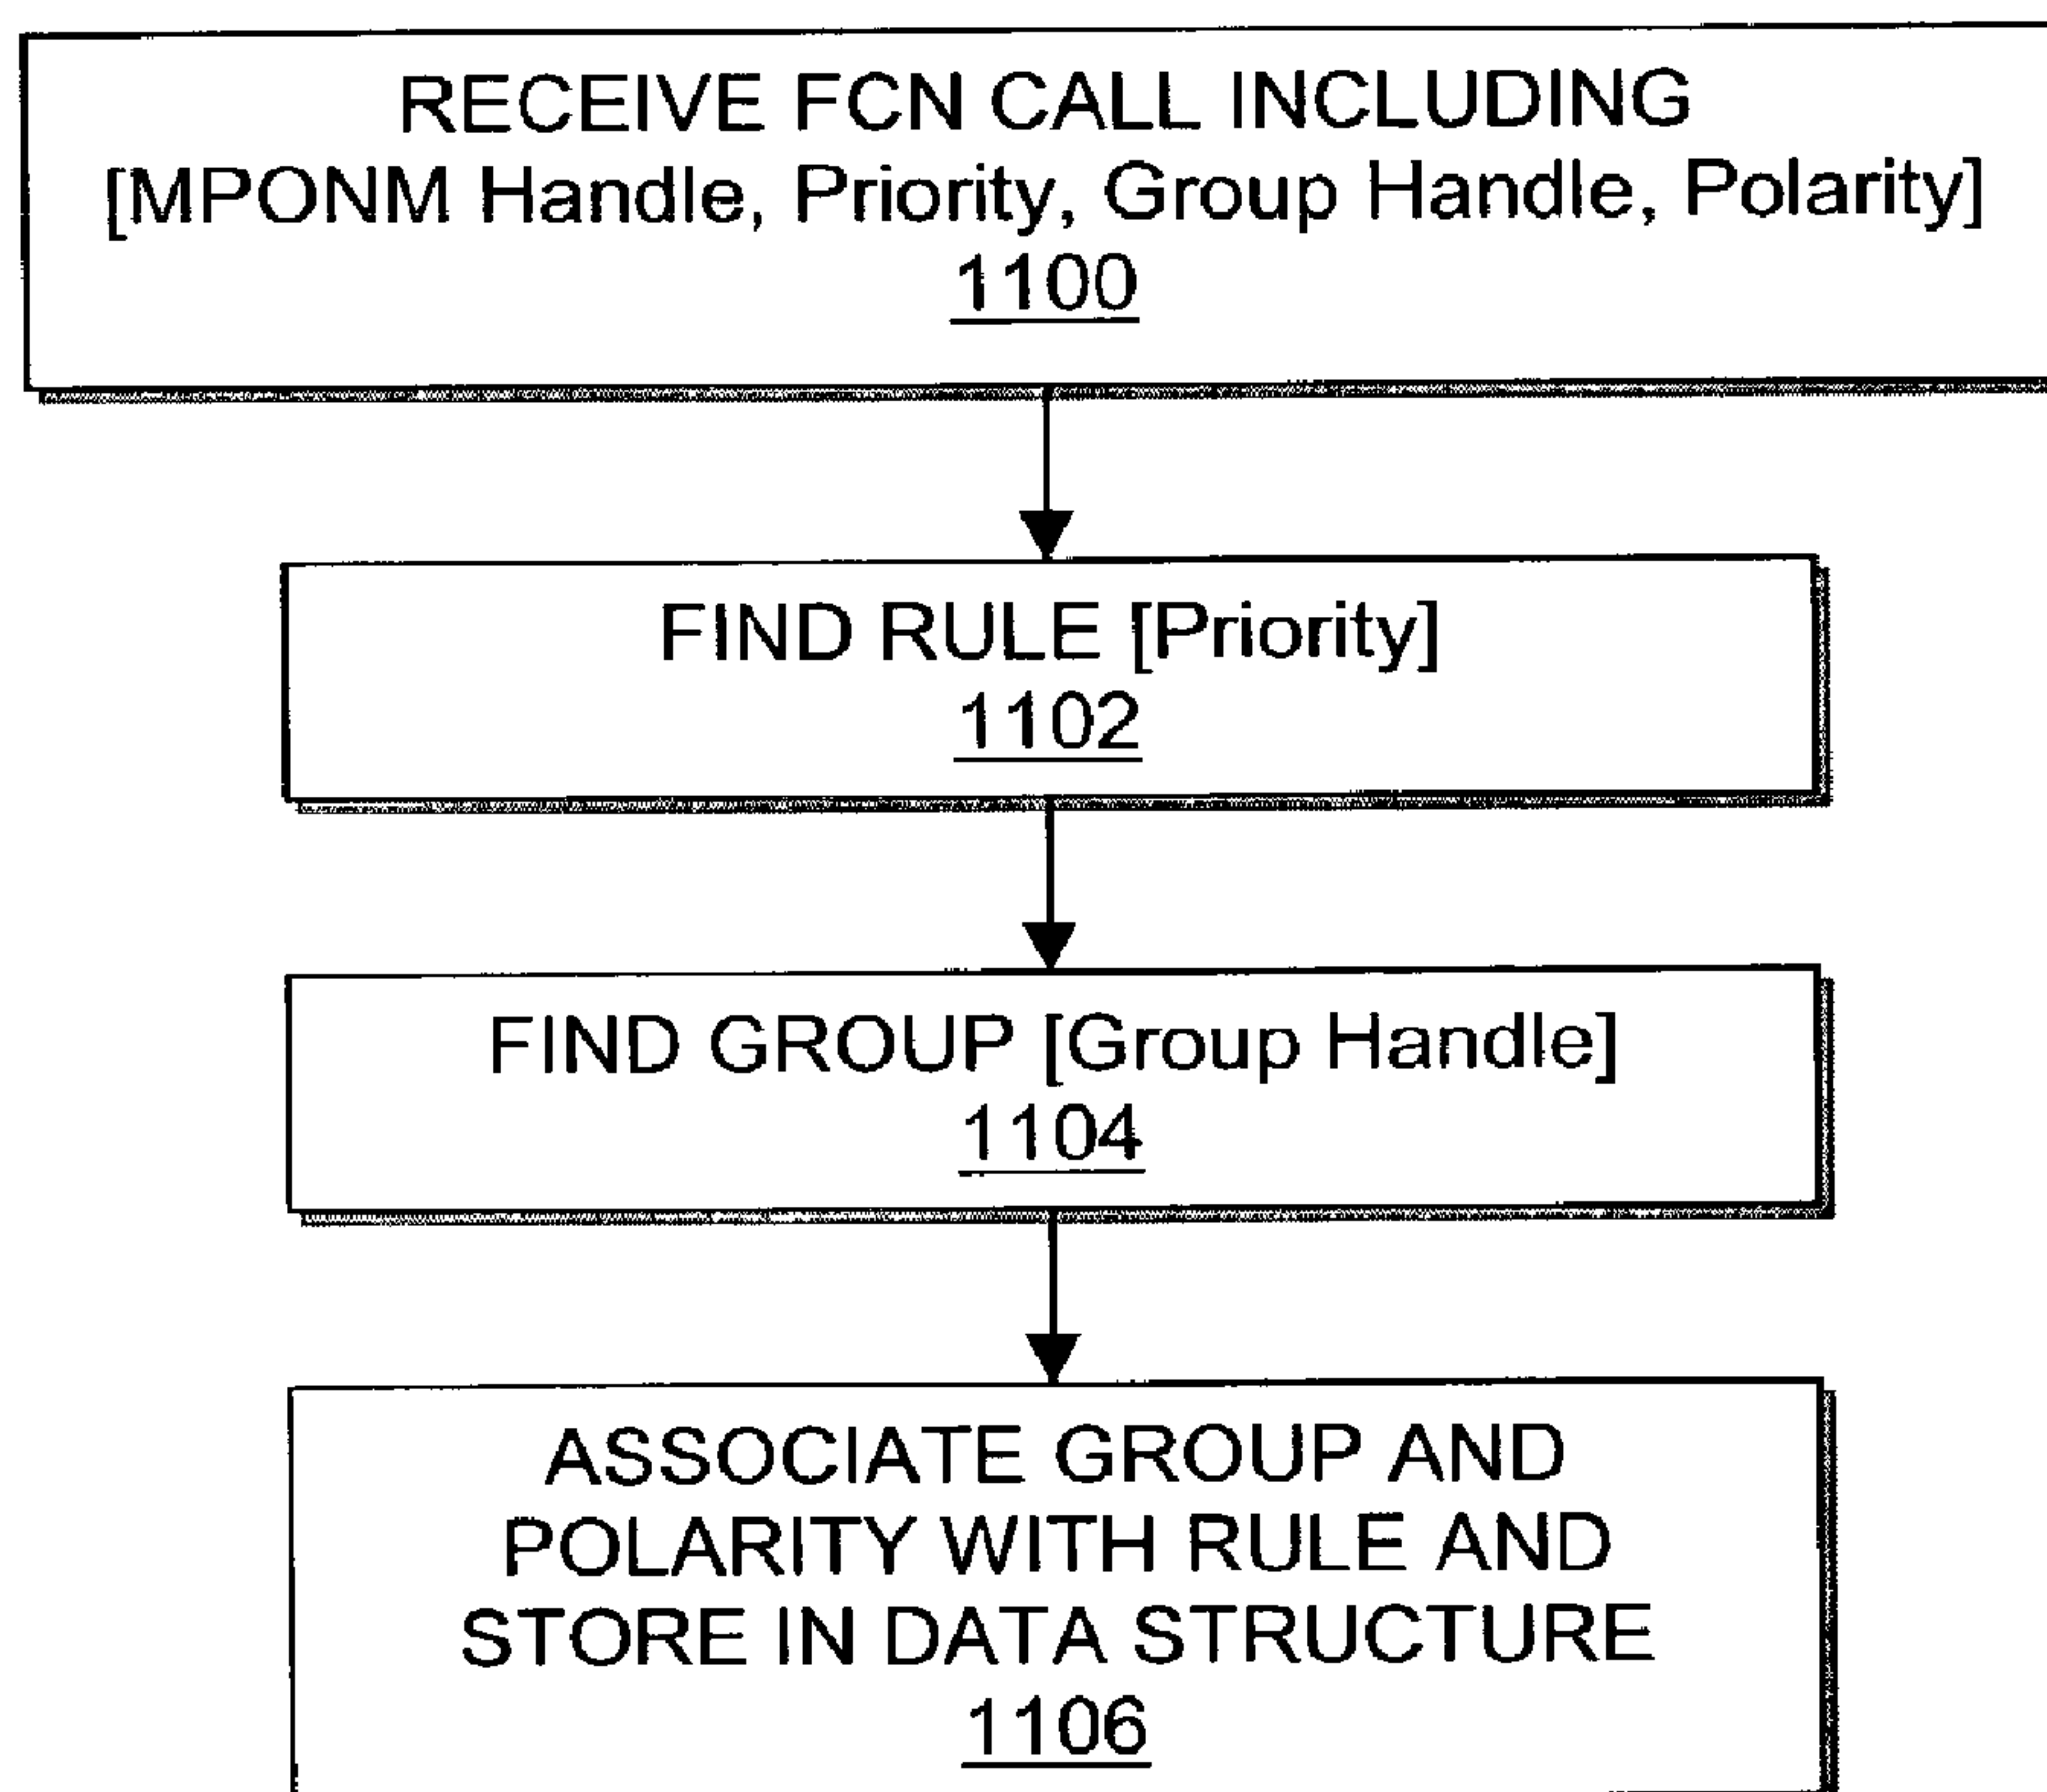 RECEIVE FCN CALL INCLUDING
[MPONM Handle, Priority, Group Handle, Polarity]
1100
FIND RULE [Priority]
1102
FIND GROUP [Group Handle]
1104
ASSOCIATE GROUP AND
POLARITY WITH RULE AND
STORE IN DATA STRUCTURE
1106